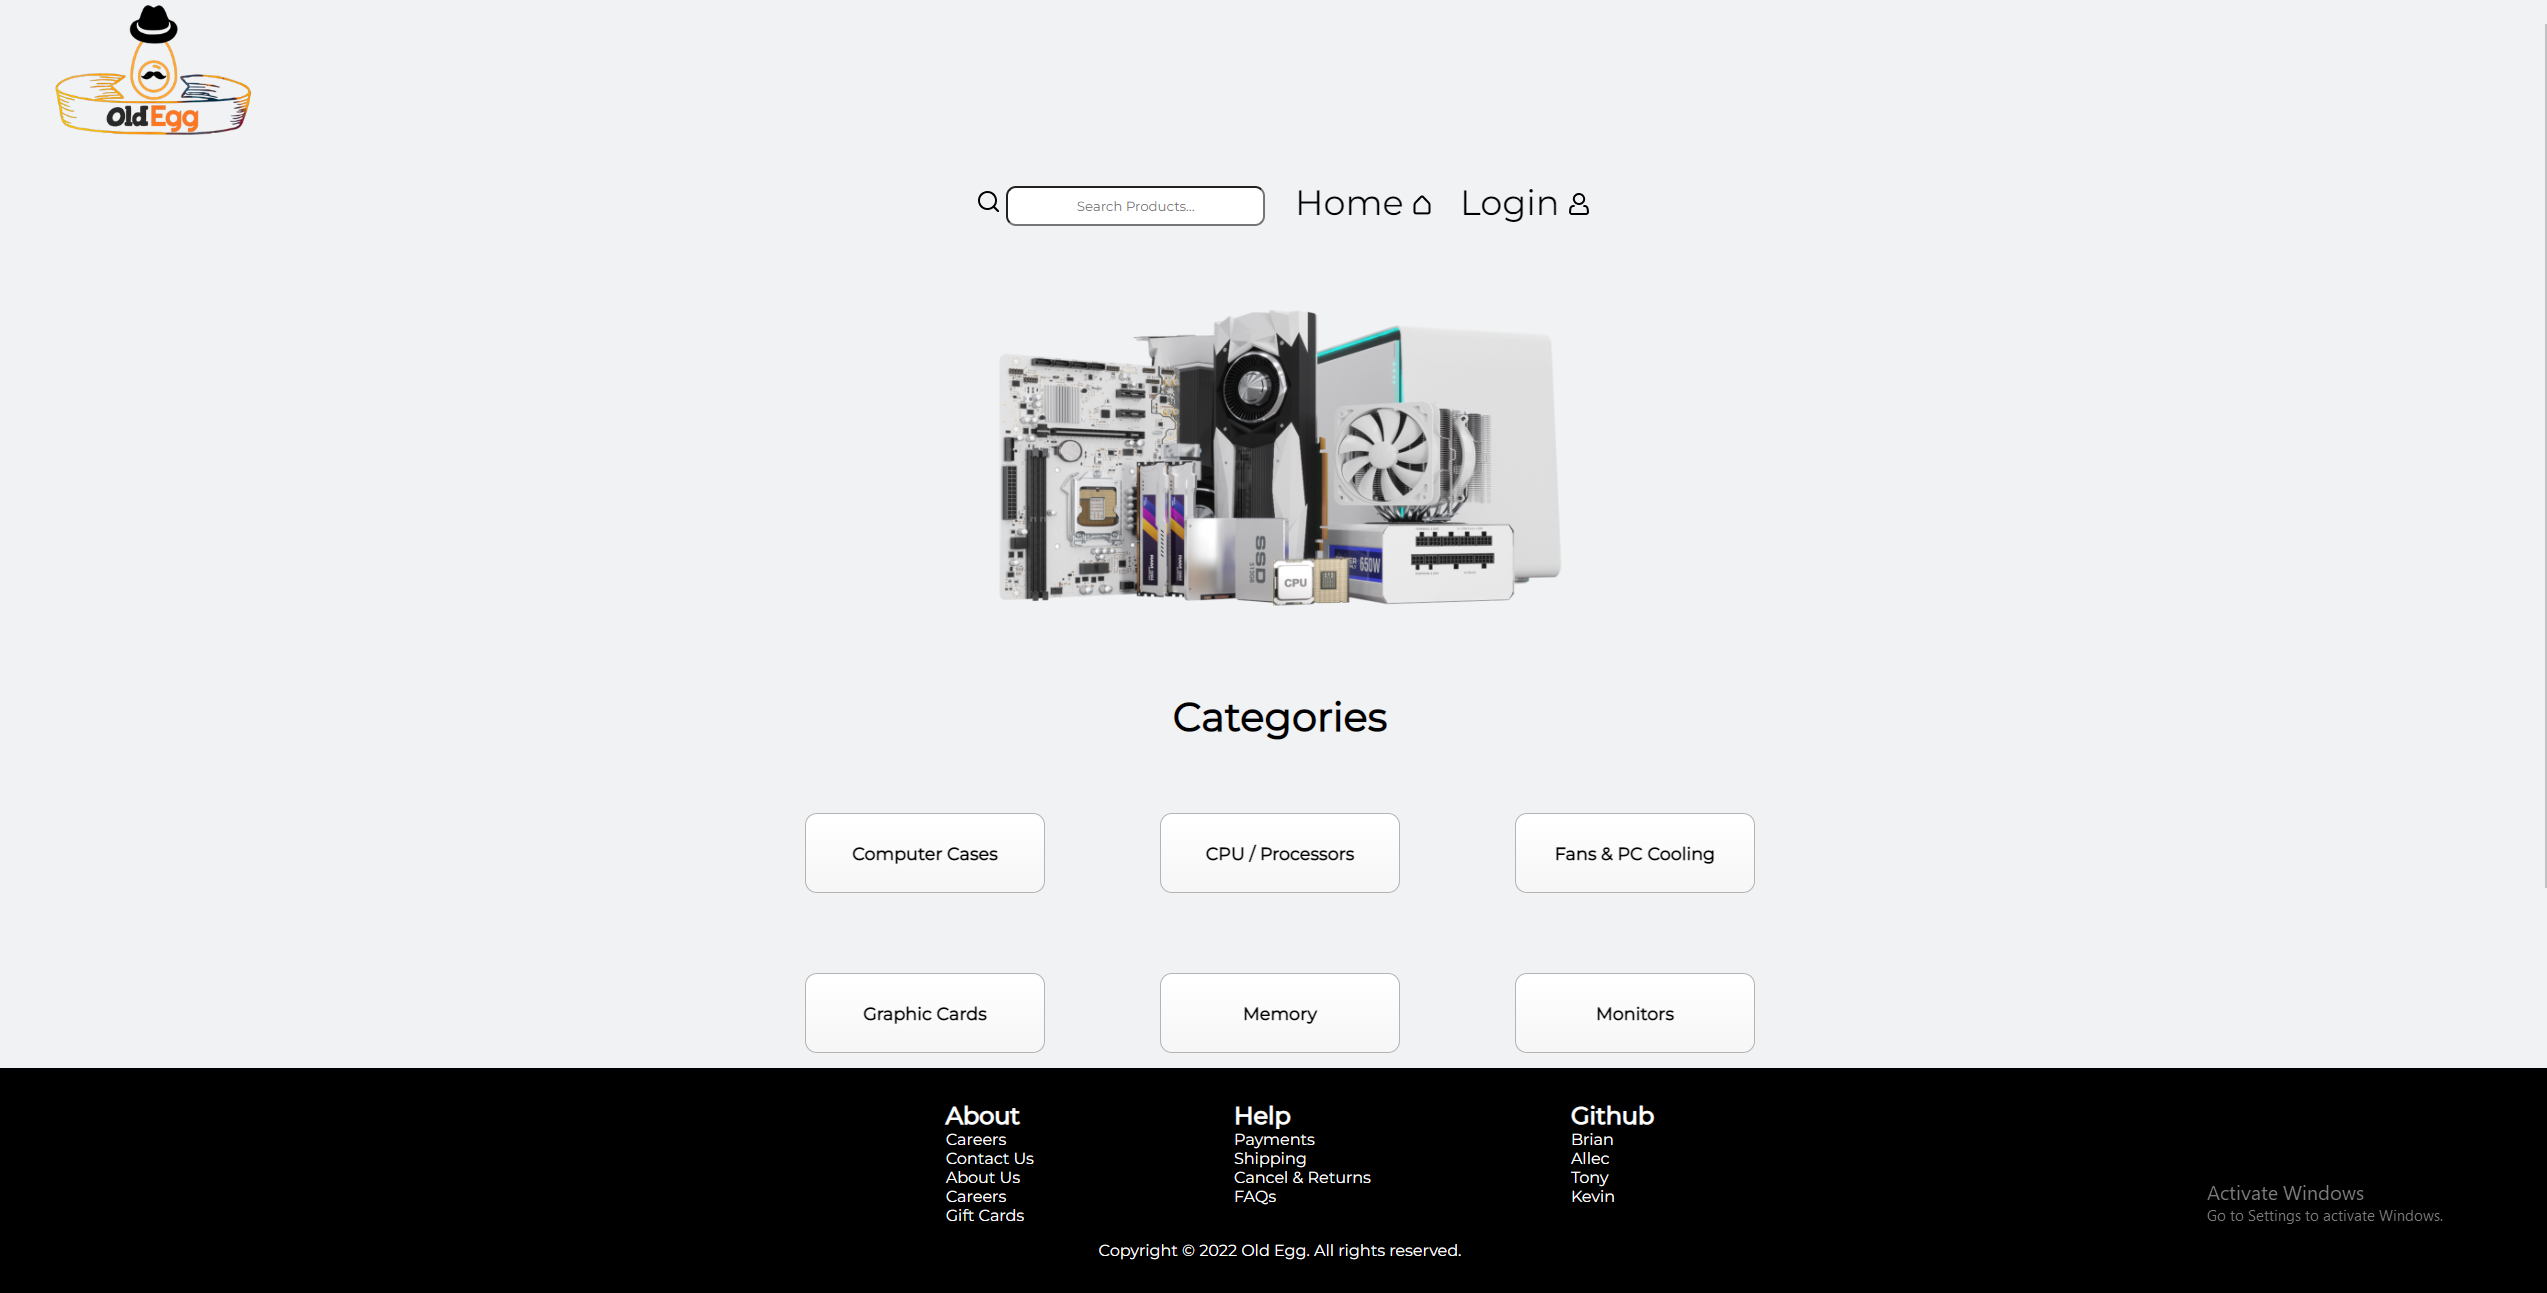 Old Egg
Search Products...
Home
Login
SSD
512GB
CPU
650W
Categories
Computer Cases
CPU / Processors
Fans & PC Cooling
Graphic Cards
Memory
Monitors
About
Careers
Contact Us
About Us
Careers
Gift Cards
Help
Payments
Shipping
Cancel & Returns
FAQs
Github
Brian
Allec
Tony
Kevin
Activate Windows
Go to Settings to activate Windows.
Copyright © 2022 Old Egg. All rights reserved.